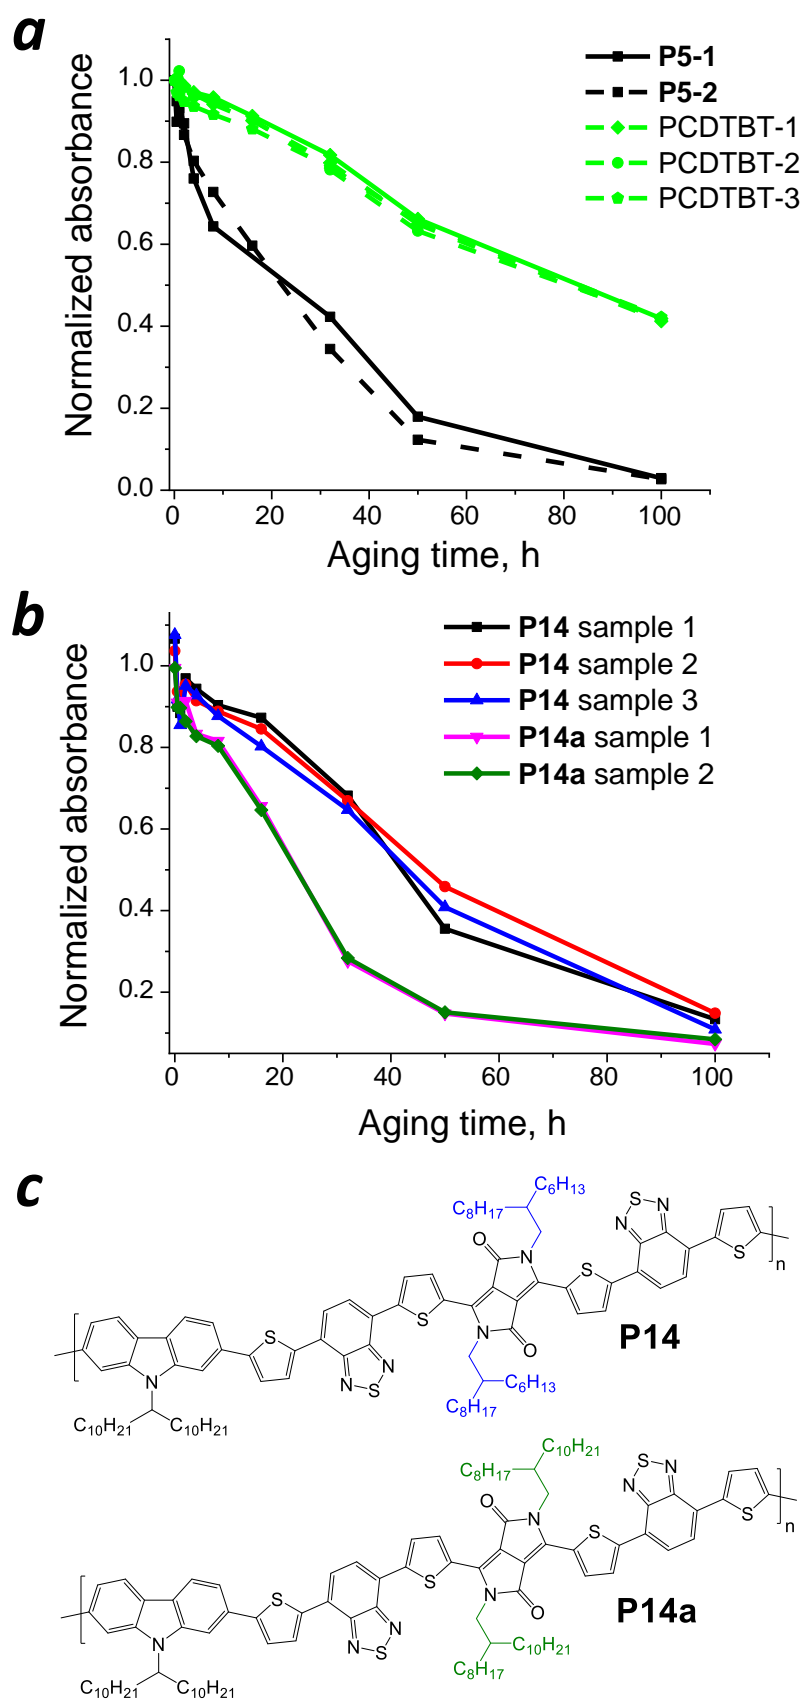 a
P5-1
P5-2
PCDTBT-1
PCDTBT-2
PCDTBT-3
Normalized absorbance
1.0
0.8
0.6
0.4
0.2
0.0
0 20 40 60 80 100
Aging time, h
b
P14 sample 1
P14 sample 2
P14 sample 3
P14a sample 1
P14a sample 2
Normalized absorbance
1.0
0.8
0.6
0.4
0.2
0 20 40 60 80 100
Aging time, h
c
C6H13
C8H17
S
N N
O N
S
S
S
n
S
N
O
P14
N
N
S
N
C6H13
C8H17
C10H21 C10H21
C10H21
C8H17
S
N N
O N
S
S
S
n
S
N
O
P14a
N
N
S
N
C10H21
C8H17
C10H21 C10H21